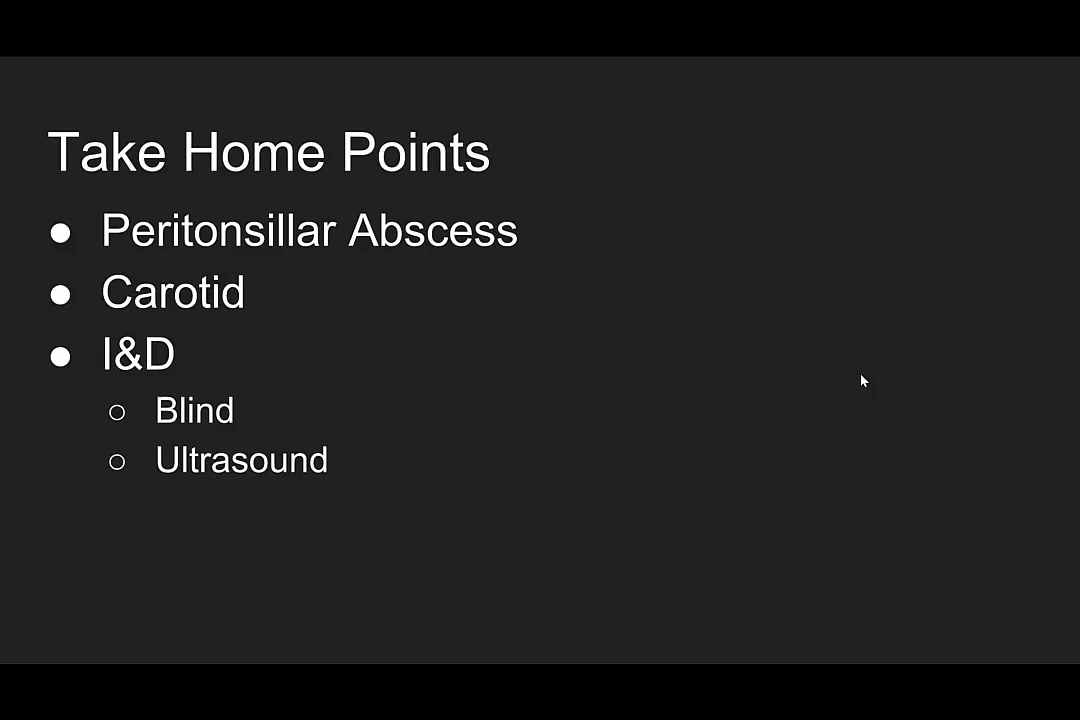 Take Home Points
● Peritonsillar Abscess
● Carotid
● I&D
○ Blind
○ Ultrasound